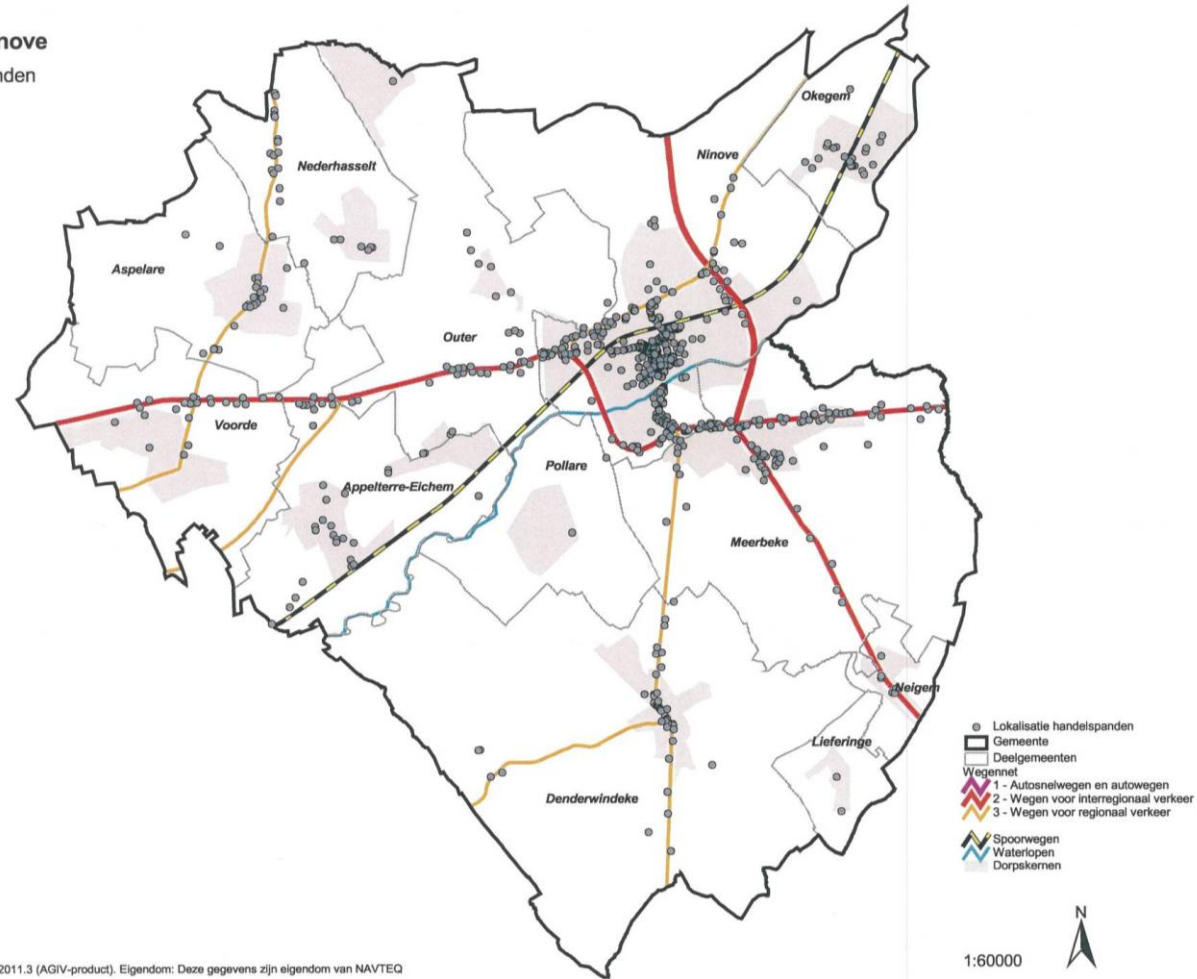 nove
nden
Okegem
Ninove
Nederhasselt
Aspelare
Outer
Voorde
Pollare
Appelterre-Eichem
Meerbeke
Neigem
Lieferinge
Denderwindeke
Lokalisatie handelspanden
Gemeente
Deelgemeenten
Wegennet
1 - Autosnelwegen en autowegen
2 - Wegen voor interregionaal verkeer
3 - Wegen voor regionaal verkeer
Spoorwegen
Waterlopen
Dorpskernen
N
1:60000
2011.3 (AGIV-product). Eigendom: Deze gegevens zijn eigendom van NAVTEQ